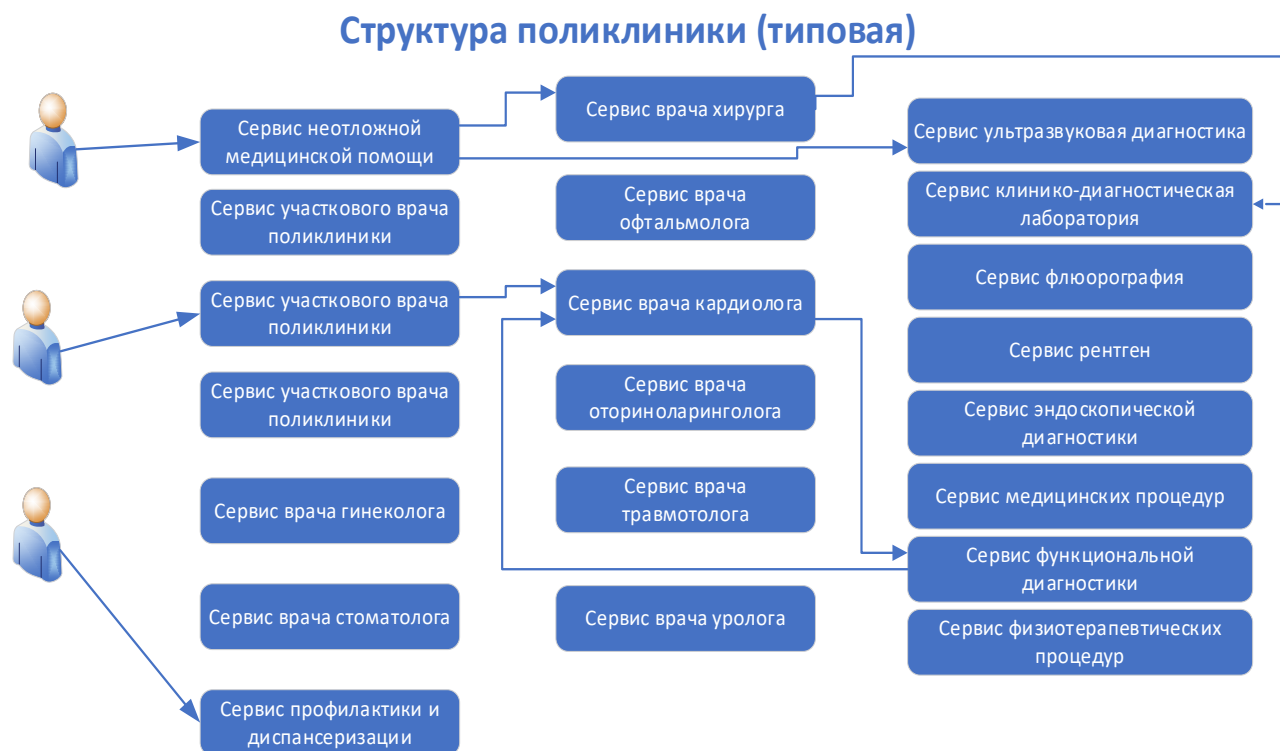 Структура поликлиники (типовая)
Сервис неотложной
медицинской помощи
Сервис участкового врача
поликлиники
Сервис участкового врача
поликлиники
Сервис участкового врача
поликлиники
Сервис врача гинеколога
Сервис врача стоматолога
Сервис профилактики и
диспансеризации
Сервис врача хирурга
Сервис врача
офтальмолога
Сервис врача кардиолога
Сервис врача
оториноларинголога
Сервис врача
травмотолога
Сервис врача уролога
Сервис ультразвуковая диагностика
Сервис клинико-диагностическая
лаборатория
Сервис флюорография
Сервис рентген
Сервис эндоскопической
диагностики
Сервис медицинских процедур
Сервис функциональной
диагностики
Сервис физиотерапевтических
процедур